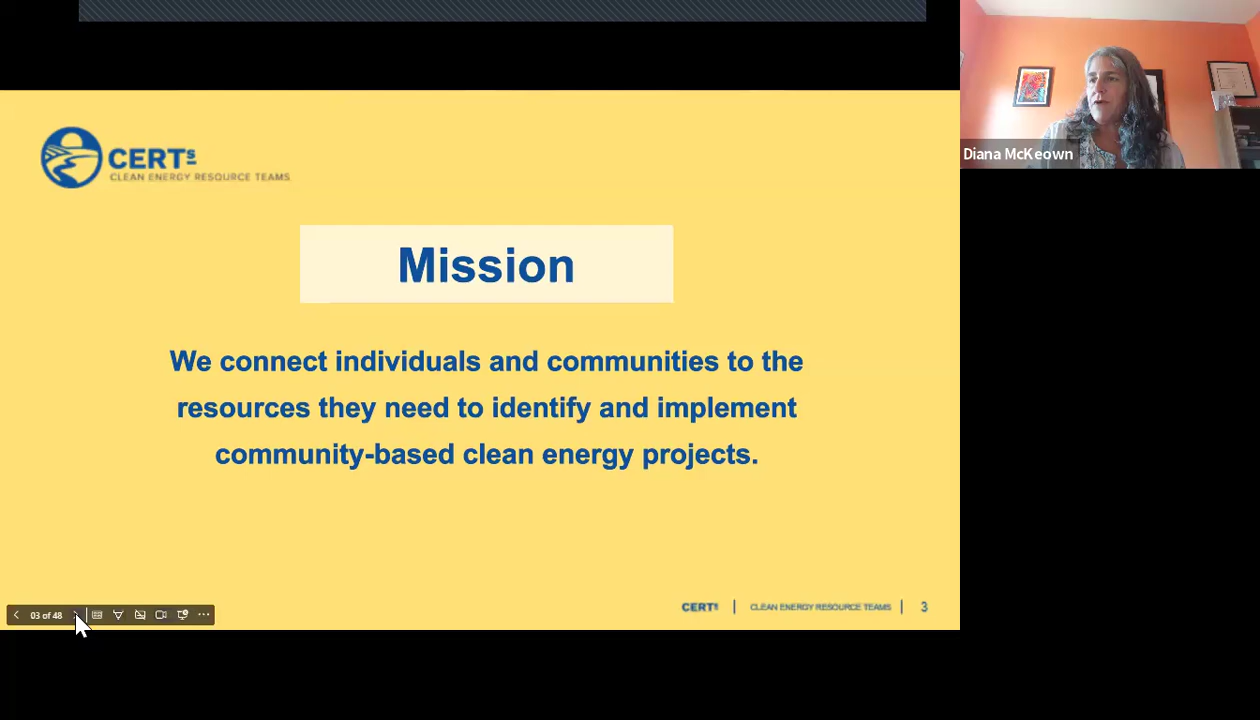 CERTs
CLEAN ENERGY RESOURCE TEAMS
Mission
We connect individuals and communities to the
resources they need to identify and implement
community-based clean energy projects.
03 of 48
CERTs | CLEAN ENERGY RESOURCE TEAMS | 3
Diana McKeown